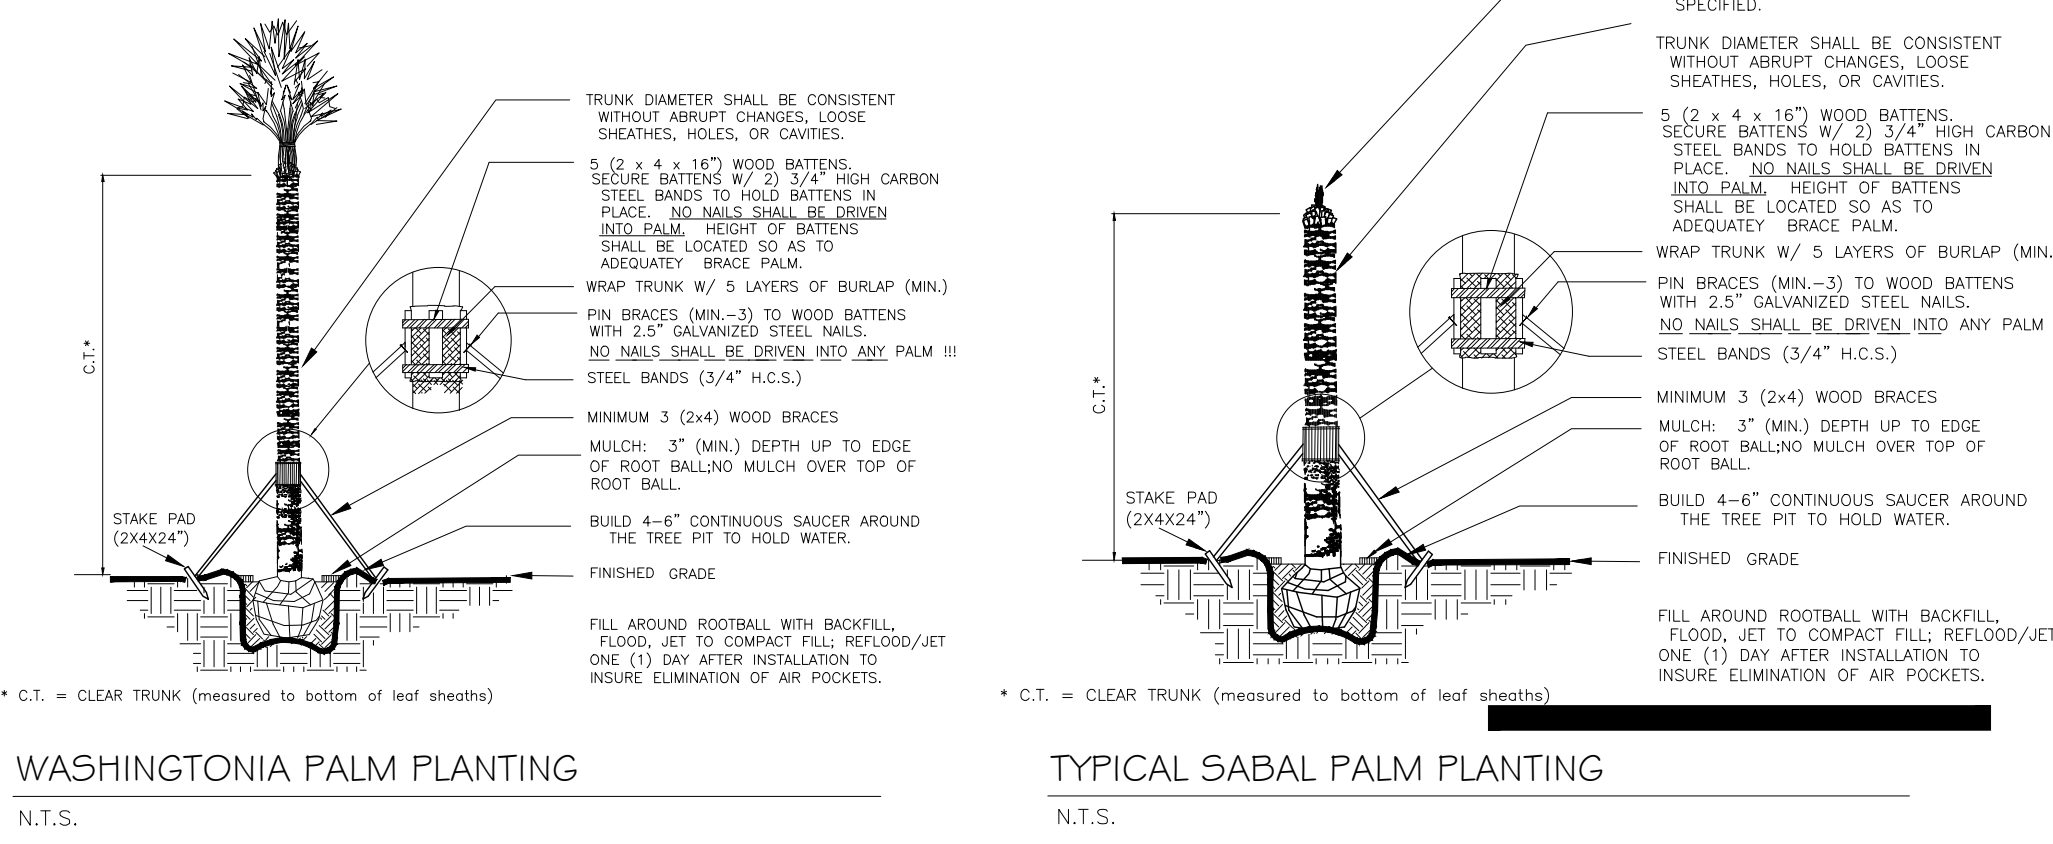 TRUNK DIAMETER SHALL BE CONSISTENT
WITHOUT ABRUPT CHANGES, LOOSE
SHEATHES, HOLES, OR CAVITIES.
5 (2 x 4 x 16") WOOD BATTENS.
SECURE BATTENS W/ 2) 3/4" HIGH CARBON
STEEL BANDS TO HOLD BATTENS IN
PLACE. NO NAILS SHALL BE DRIVEN
INTO PALM. HEIGHT OF BATTENS
SHALL BE LOCATED SO AS TO
ADEQUATEY BRACE PALM.
WRAP TRUNK W/ 5 LAYERS OF BURLAP (MIN.)
PIN BRACES (MIN.-3) TO WOOD BATTENS
WITH 2.5" GALVANIZED STEEL NAILS.
NO NAILS SHALL BE DRIVEN INTO ANY PALM !!!
STEEL BANDS (3/4" H.C.S.)
C.T.*
MINIMUM 3 (2x4) WOOD BRACES
MULCH: 3" (MIN.) DEPTH UP TO EDGE
OF ROOT BALL;NO MULCH OVER TOP OF
ROOT BALL.
STAKE PAD
(2X4X24")
BUILD 4-6" CONTINUOUS SAUCER AROUND
THE TREE PIT TO HOLD WATER.
FINISHED GRADE
FILL AROUND ROOTBALL WITH BACKFILL,
FLOOD, JET TO COMPACT FILL; REFLOOD/JET
ONE (1) DAY AFTER INSTALLATION TO
INSURE ELIMINATION OF AIR POCKETS.
* C.T. = CLEAR TRUNK (measured to bottom of leaf sheaths)
WASHINGTONIA PALM PLANTING
N.T.S.
SPECIFIED.
TRUNK DIAMETER SHALL BE CONSISTENT
WITHOUT ABRUPT CHANGES, LOOSE
SHEATHES, HOLES, OR CAVITIES.
5 (2 x 4 x 16") WOOD BATTENS.
SECURE BATTENS W/ 2) 3/4" HIGH CARBON
STEEL BANDS TO HOLD BATTENS IN
PLACE. NO NAILS SHALL BE DRIVEN
INTO PALM. HEIGHT OF BATTENS
SHALL BE LOCATED SO AS TO
ADEQUATEY BRACE PALM.
WRAP TRUNK W/ 5 LAYERS OF BURLAP (MIN.
PIN BRACES (MIN.-3) TO WOOD BATTENS
WITH 2.5" GALVANIZED STEEL NAILS.
NO NAILS SHALL BE DRIVEN INTO ANY PALM
STEEL BANDS (3/4" H.C.S.)
C.T.*
MINIMUM 3 (2x4) WOOD BRACES
MULCH: 3" (MIN.) DEPTH UP TO EDGE
OF ROOT BALL;NO MULCH OVER TOP OF
ROOT BALL.
STAKE PAD
(2X4X24")
BUILD 4-6" CONTINUOUS SAUCER AROUND
THE TREE PIT TO HOLD WATER.
FINISHED GRADE
FILL AROUND ROOTBALL WITH BACKFILL,
FLOOD, JET TO COMPACT FILL; REFLOOD/JET
ONE (1) DAY AFTER INSTALLATION TO
INSURE ELIMINATION OF AIR POCKETS.
* C.T. = CLEAR TRUNK (measured to bottom of leaf sheaths)
TYPICAL SABAL PALM PLANTING
N.T.S.